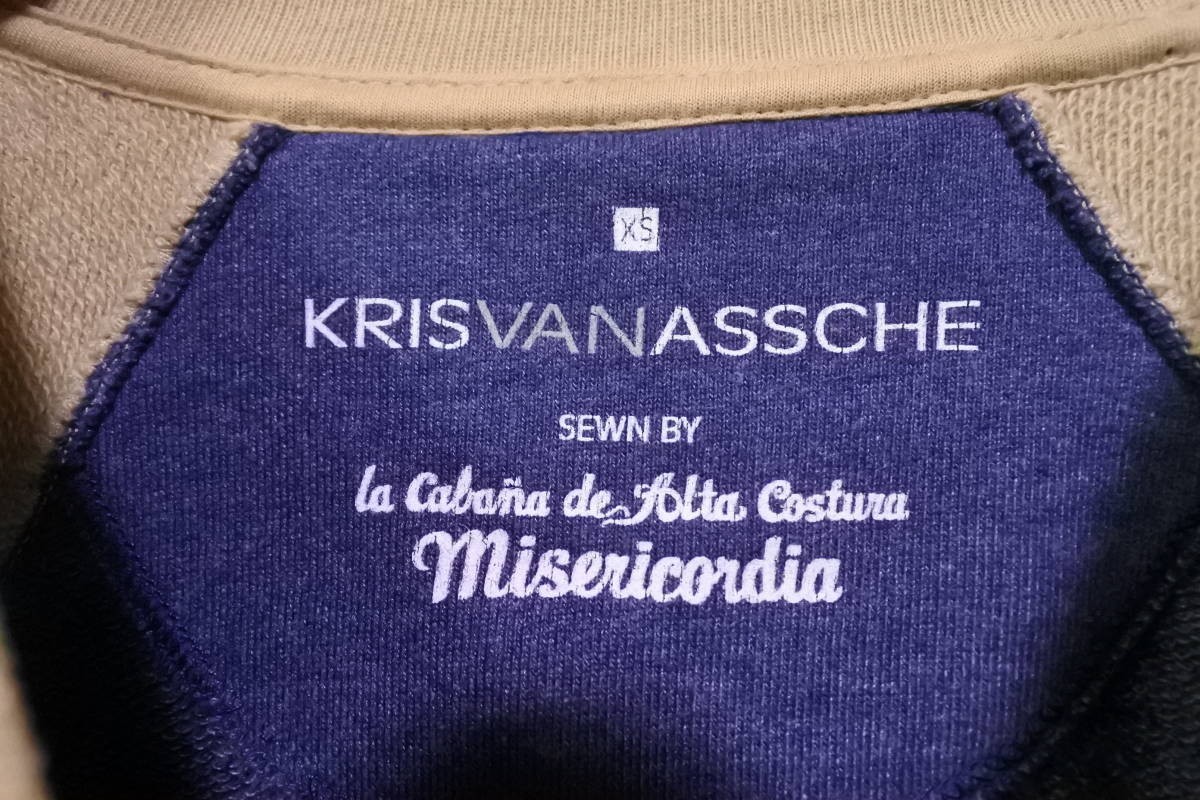 XS
KRISVANASSCHE
SEWN BY
la Cabaña de Alta Costura
Misericordia